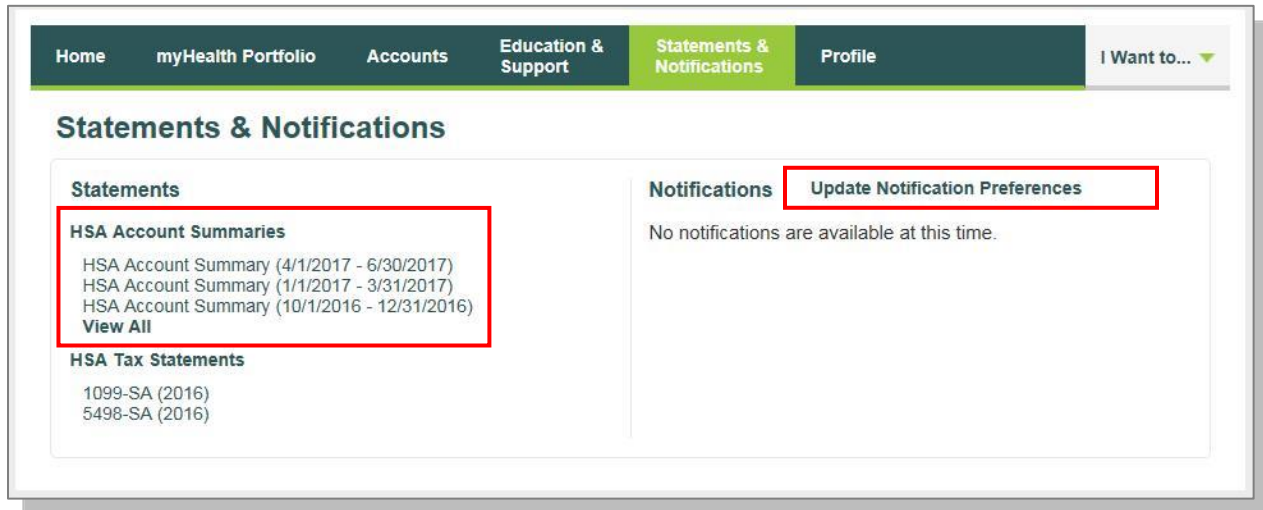 Home myHealth Portfolio Accounts Education & Support Statements & Notifications Profile I Want to...
Statements & Notifications
Statements
HSA Account Summaries
HSA Account Summary (4/1/2017 - 6/30/2017)
HSA Account Summary (1/1/2017 - 3/31/2017)
HSA Account Summary (10/1/2016 - 12/31/2016)
View All
HSA Tax Statements
1099-SA (2016)
5498-SA (2016)
Notifications Update Notification Preferences
No notifications are available at this time.